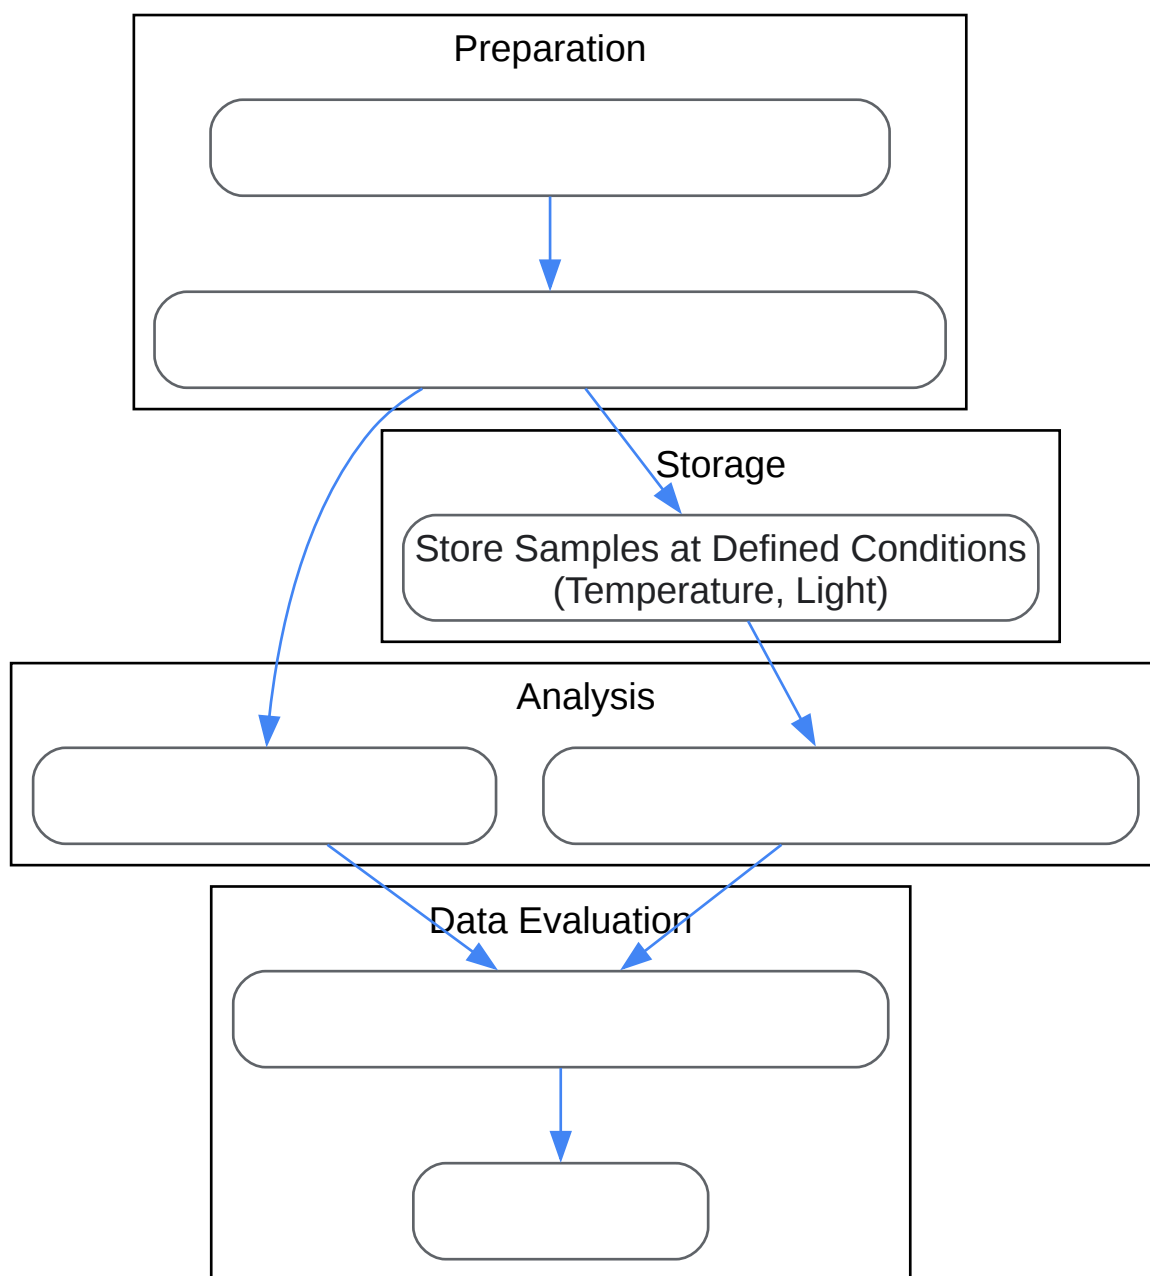 Preparation
Storage
Store Samples at Defined Conditions
(Temperature, Light)
Analysis
Data Evaluation